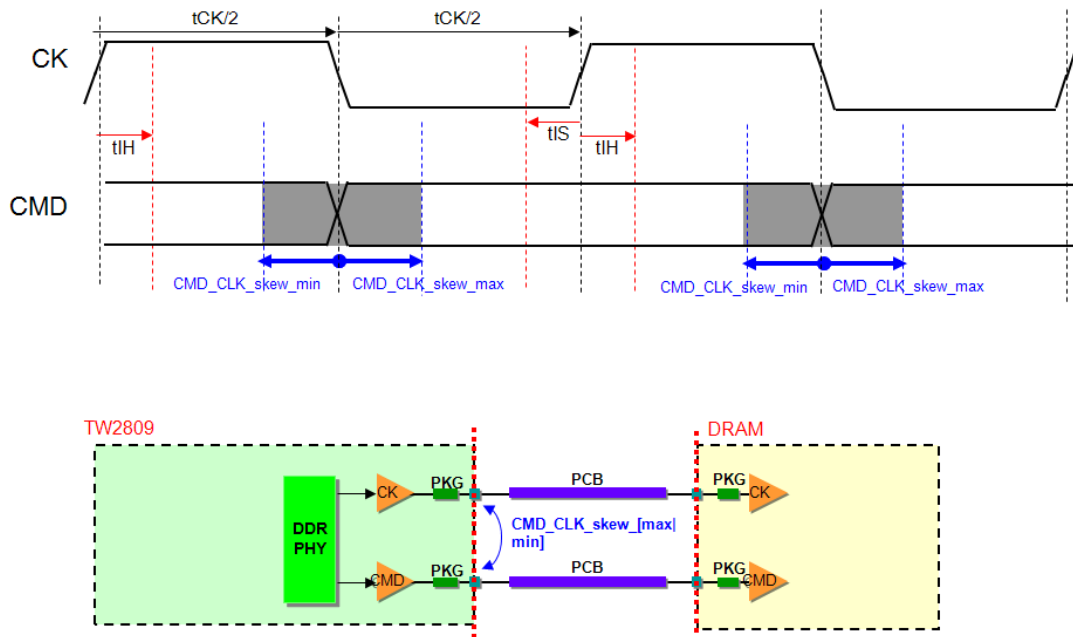 tCK/2 tCK/2
CK
tIS
tIH tIH
CMD
CMD_CLK_skew_min CMD_CLK_skew_max CMD_CLK_skew_min CMD_CLK_skew_max
TW2809 DRAM
PKG PCB PKG
CK CK
DDR
PHY
CMD_CLK_skew_[max|
min]
PKG PCB PKG
CMD CMD